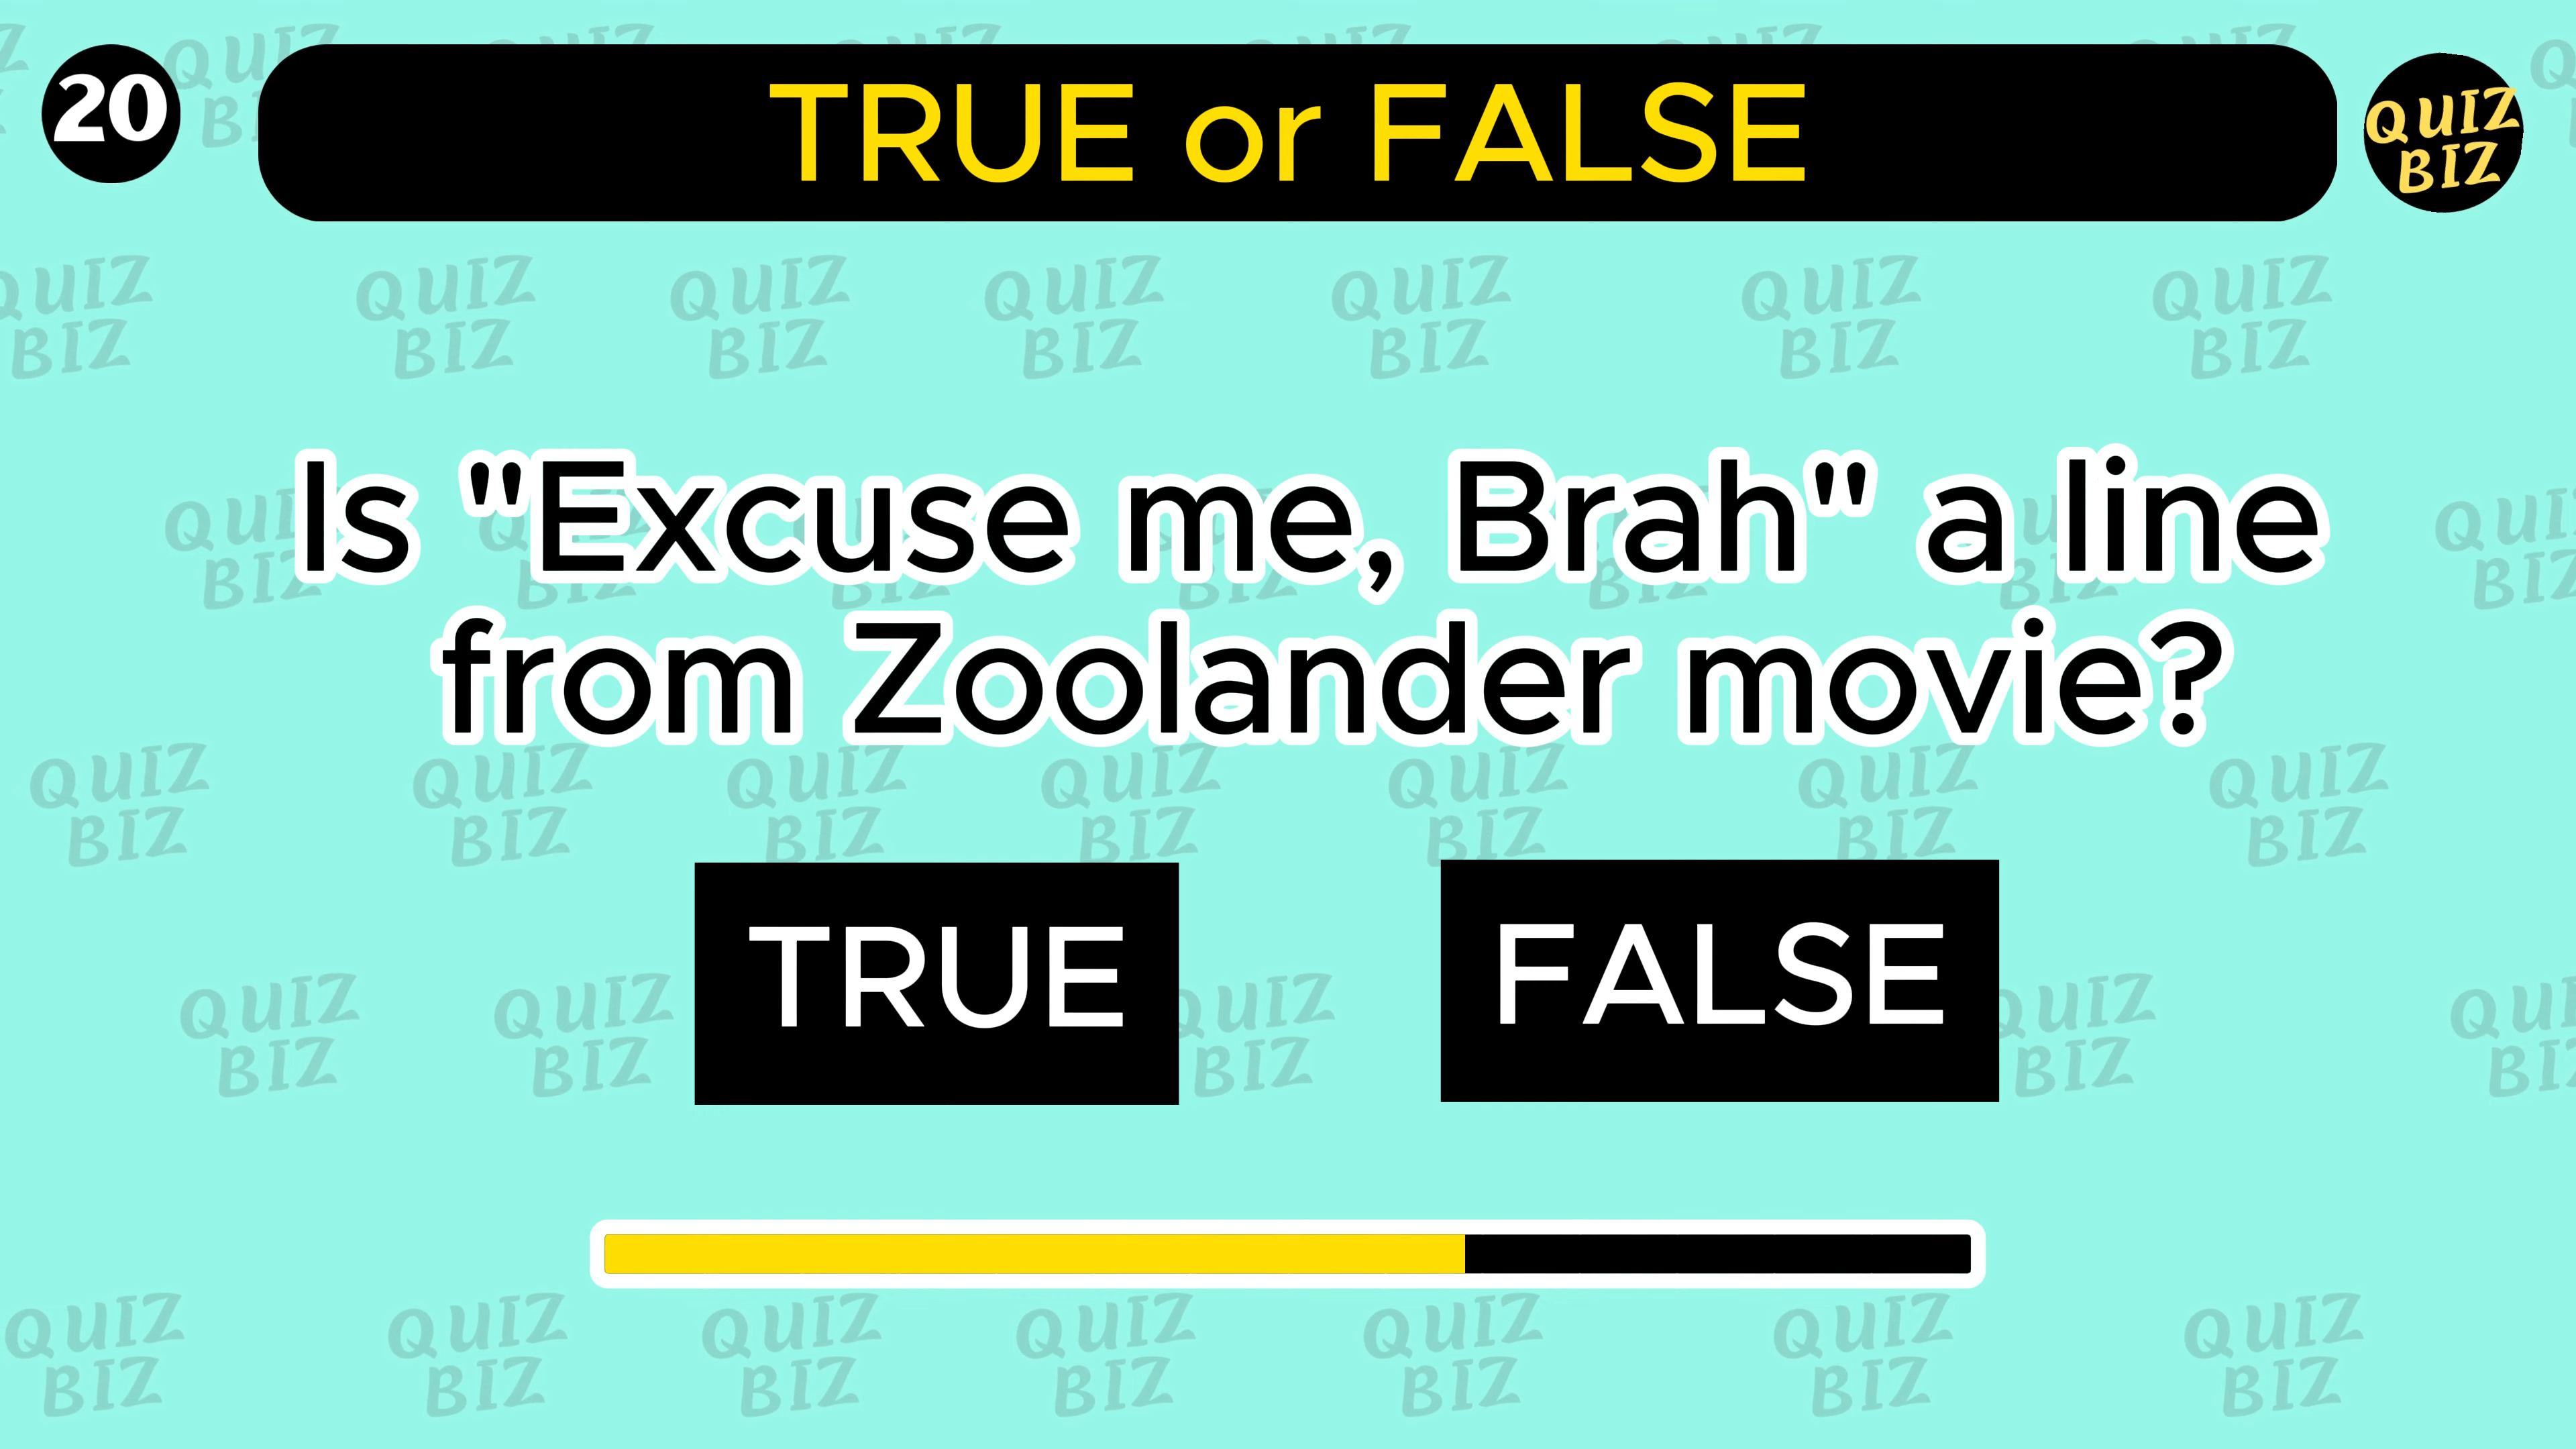 20
TRUE or FALSE
QUIZ
BIZ
Is "Excuse me, Brah" a line
from Zoolander movie?
TRUE
FALSE